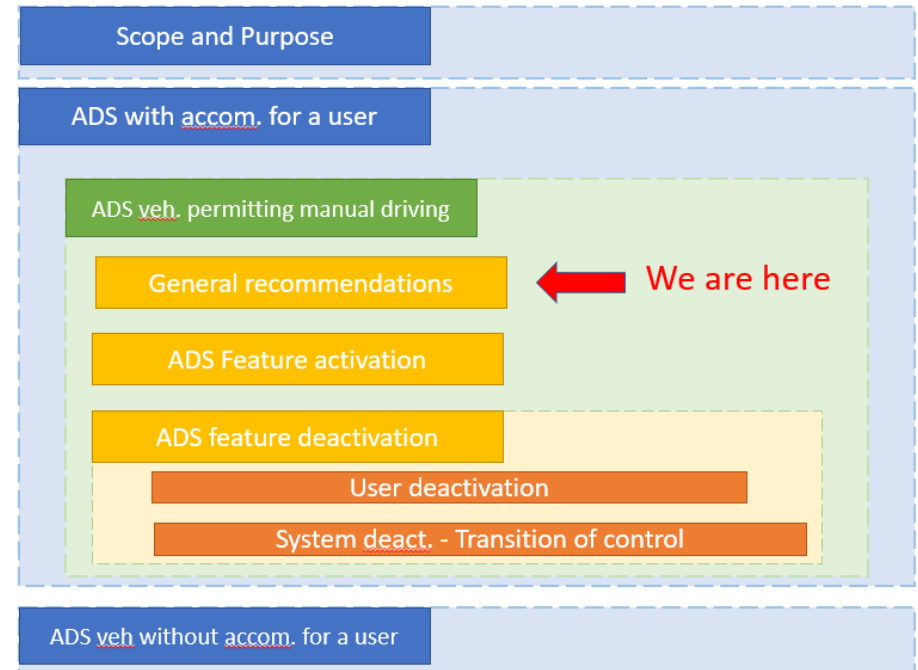 Scope and Purpose
ADS with accom. for a user
ADS veh. permitting manual driving
General recommendations
We are here
ADS Feature activation
ADS feature deactivation
User deactivation
System deact. - Transition of control
ADS veh without accom. for a user